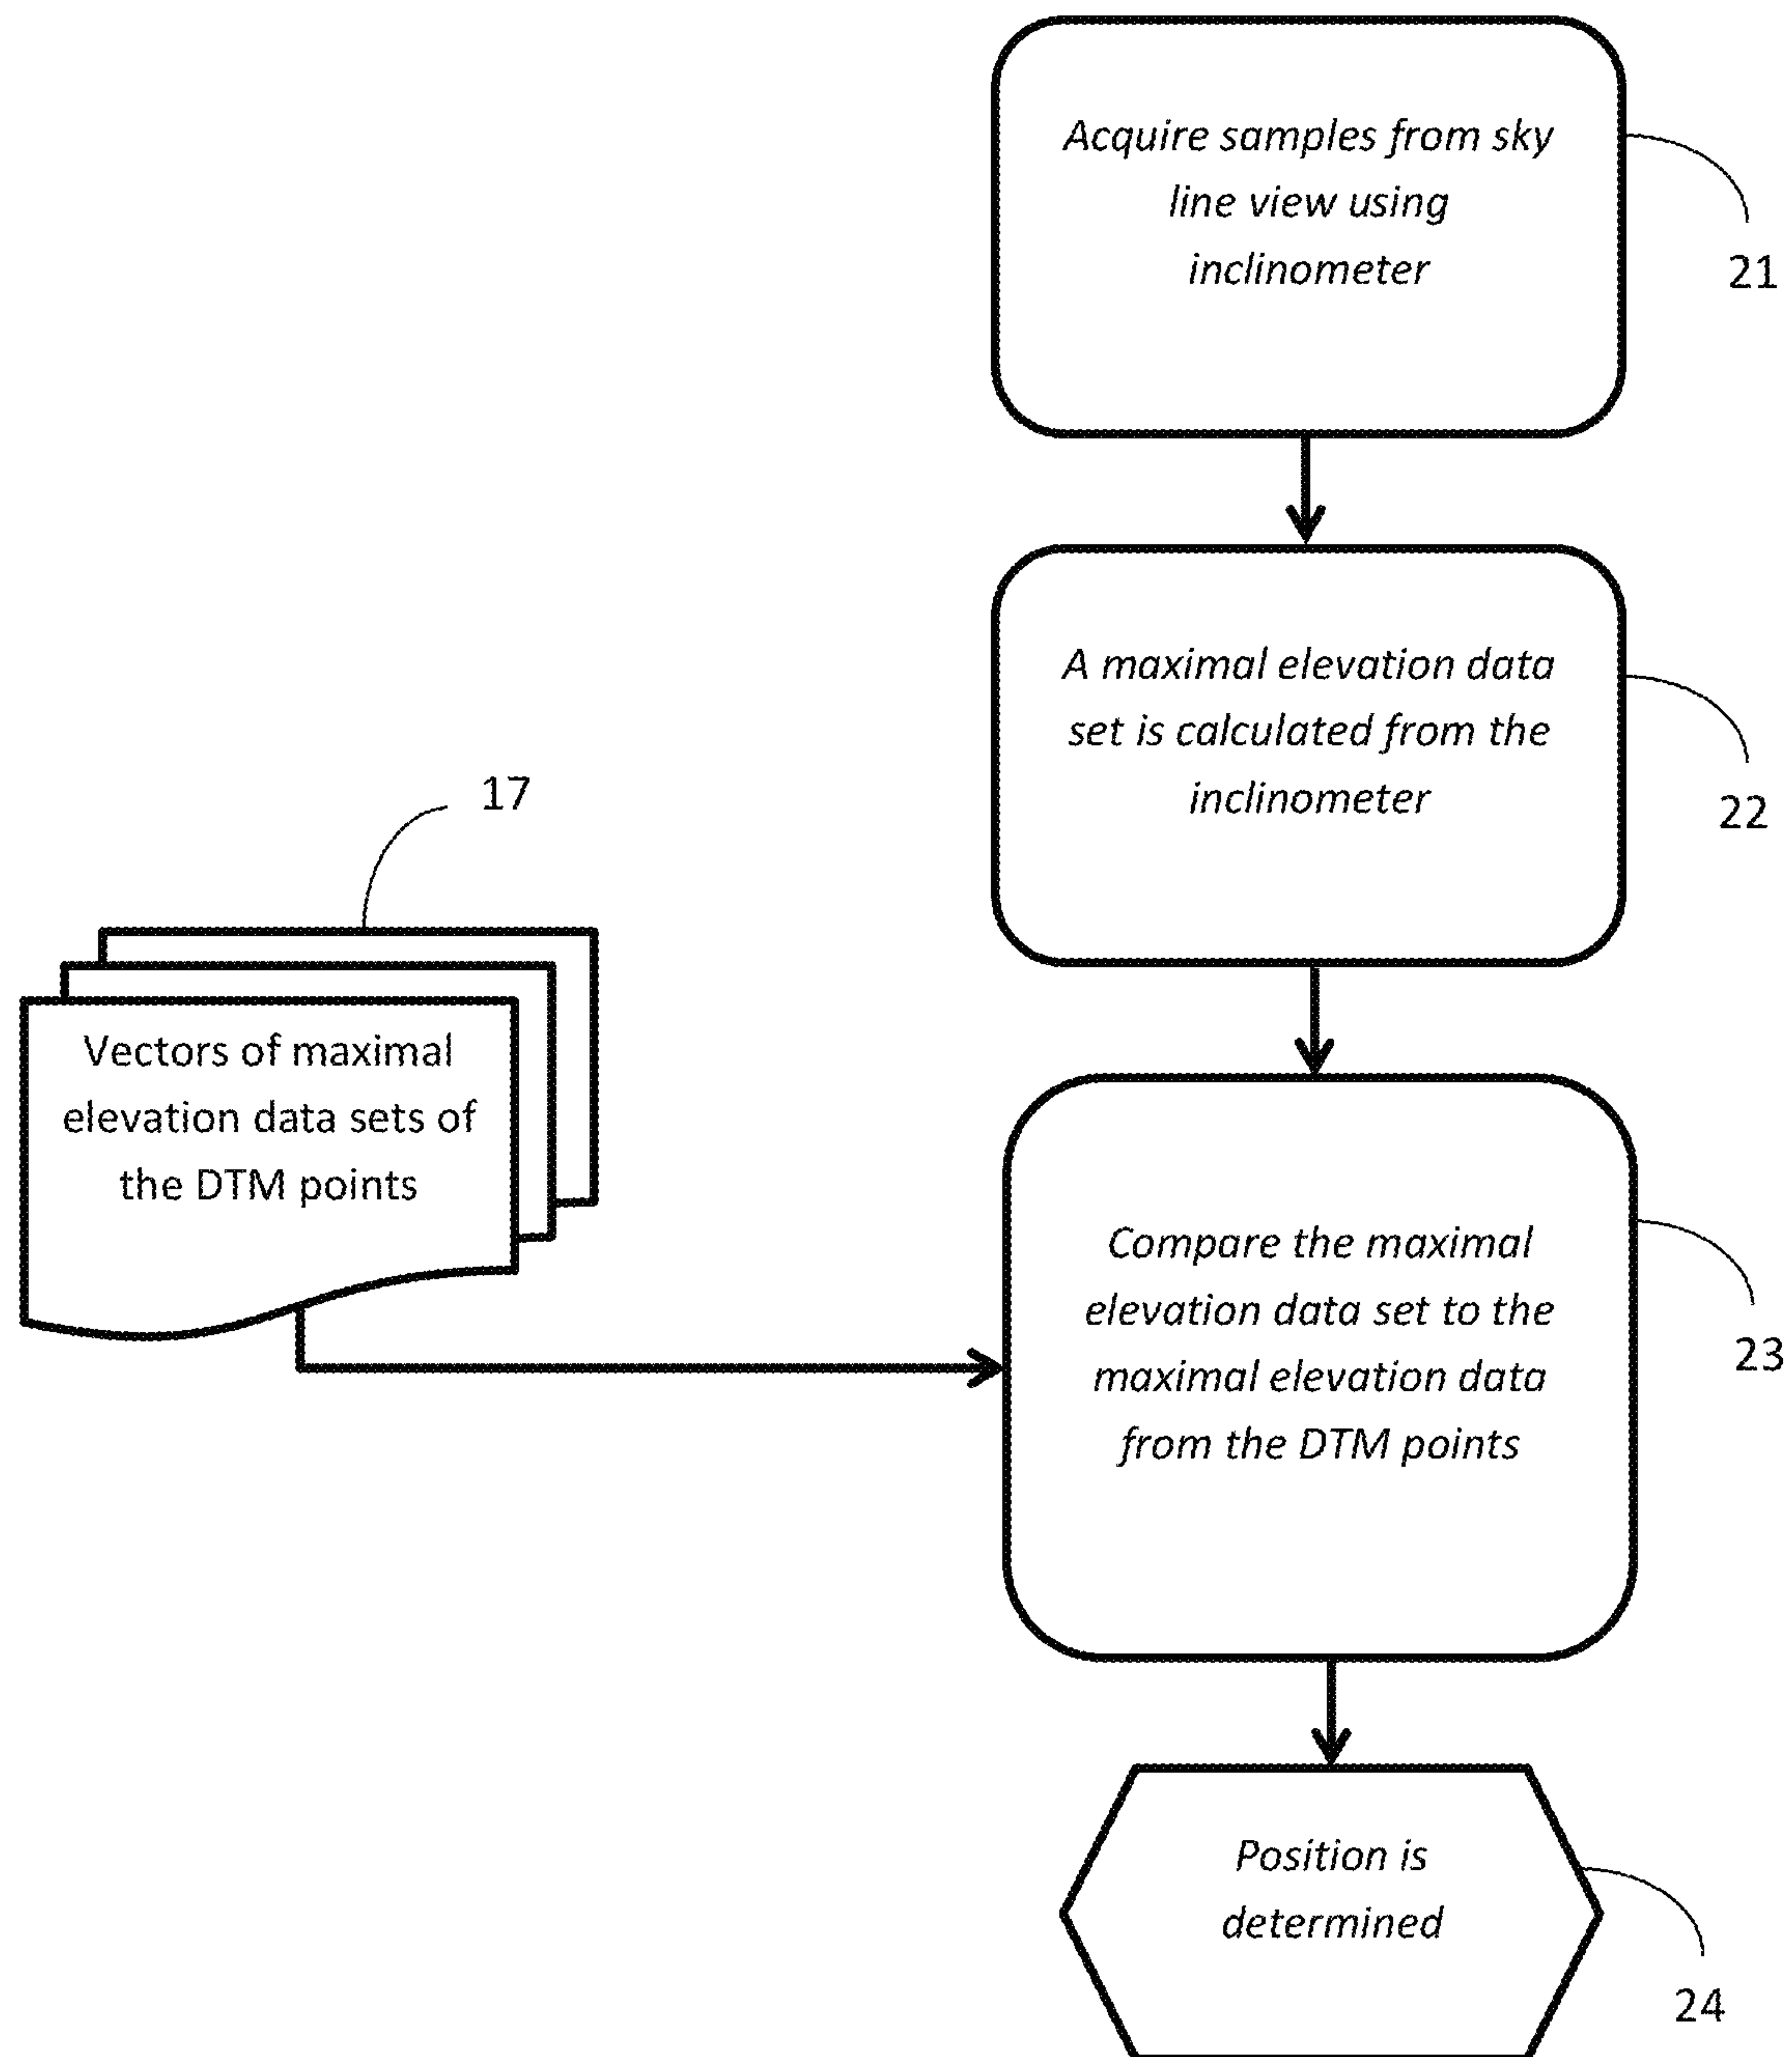 Acquire samples from sky
line view using
inclinometer
21
A maximal elevation data
set is calculated from the
inclinometer
22
17
Vectors of maximal
elevation data sets of
the DTM points
Compare the maximal
elevation data set to the
maximal elevation data
from the DTM points
23
Position is
determined
24